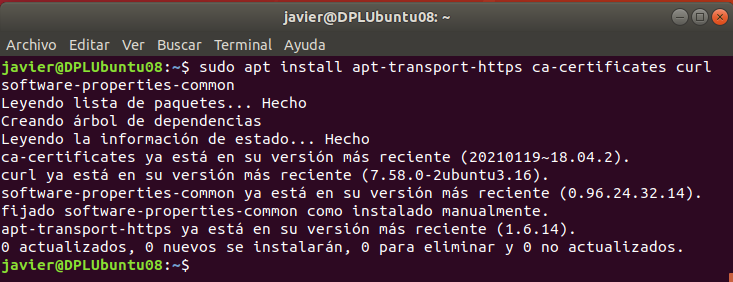 javier@DPLUbuntu08: ~
Archivo Editar Ver Buscar Terminal Ayuda
javier@DPLUbuntu08:~$ sudo apt install apt-transport-https ca-certificates curl
software-properties-common
Leyendo lista de paquetes... Hecho
Creando árbol de dependencias
Leyendo la información de estado... Hecho
ca-certificates ya está en su versión más reciente (20210119~18.04.2).
curl ya está en su versión más reciente (7.58.0-2ubuntu3.16).
software-properties-common ya está en su versión más reciente (0.96.24.32.14).
fijado software-properties-common como instalado manualmente.
apt-transport-https ya está en su versión más reciente (1.6.14).
0 actualizados, 0 nuevos se instalarán, 0 para eliminar y 0 no actualizados.
javier@DPLUbuntu08:~$